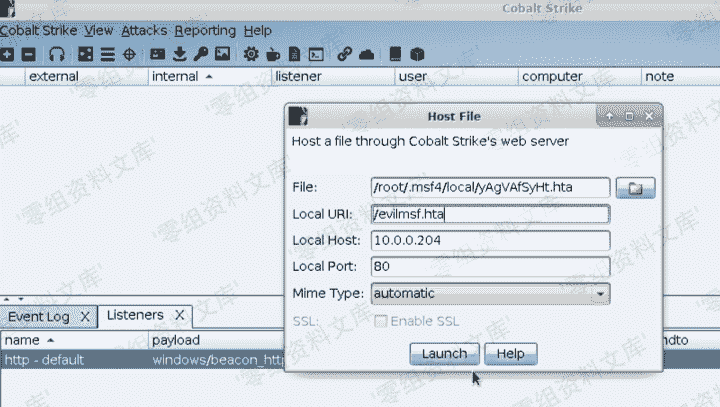 Cobalt Strike
Cobalt Strike View Attacks Reporting Help
external internal listener user computer note
Host File
Host a file through Cobalt Strike's web server
File: /root/.msf4/local/yAgVAfSyHt.hta
Local URI: /evilmsf.hta
Local Host: 10.0.0.204
Local Port: 80
Mime Type: automatic
SSL: Enable SSL
Launch Help
Event Log X Listeners X
name payload
http - default
'零组资料文库'